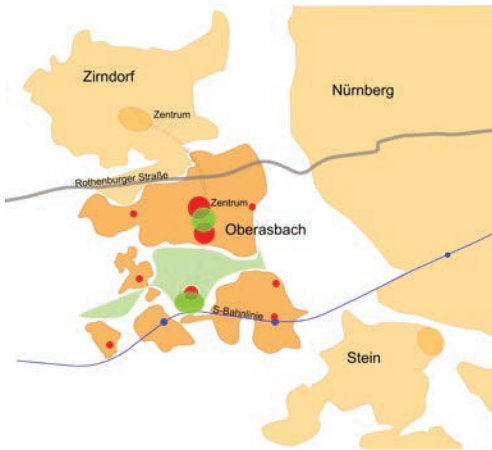 Zirndorf
Nürnberg
Zentrum
Rothenburger Straße
Zentrum
Oberasbach
S-Bahnlinie
Stein